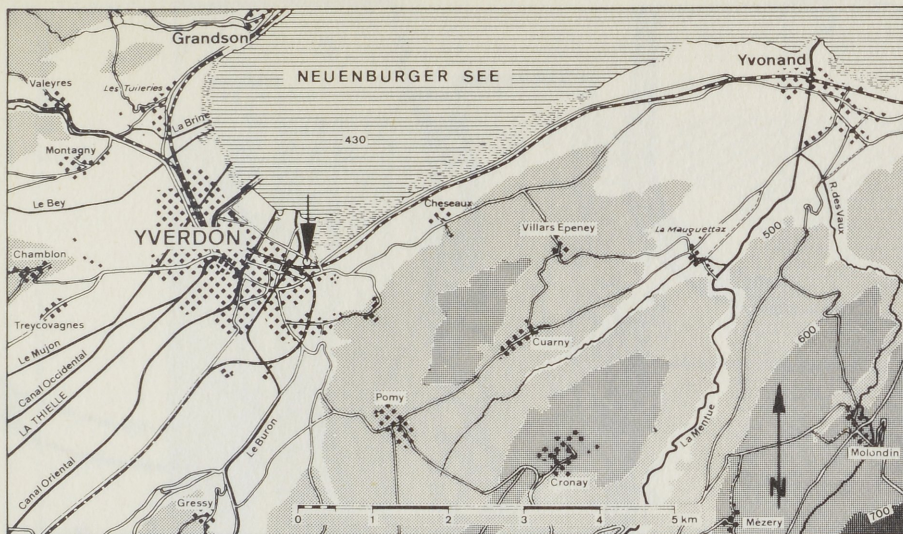 Grandson
Yvonand
NEUENBURGER SEE
Valeyres
Les Tuileries
La Brine
430
Montagny
Le Bey
Cheseaux
R. des Vaux
Villars Epeney
La Mauguettaz
500
YVERDON
Chamblon
Treycovagnes
600
Cuarny
Le Mujon
Canal Occidental
LA THIELLE
Pomy
La Mentue
Le Buron
Molondin
Canal Oriental
Cronay
N
Gressy
0 1 2 3 4 5 km
Mézery
700